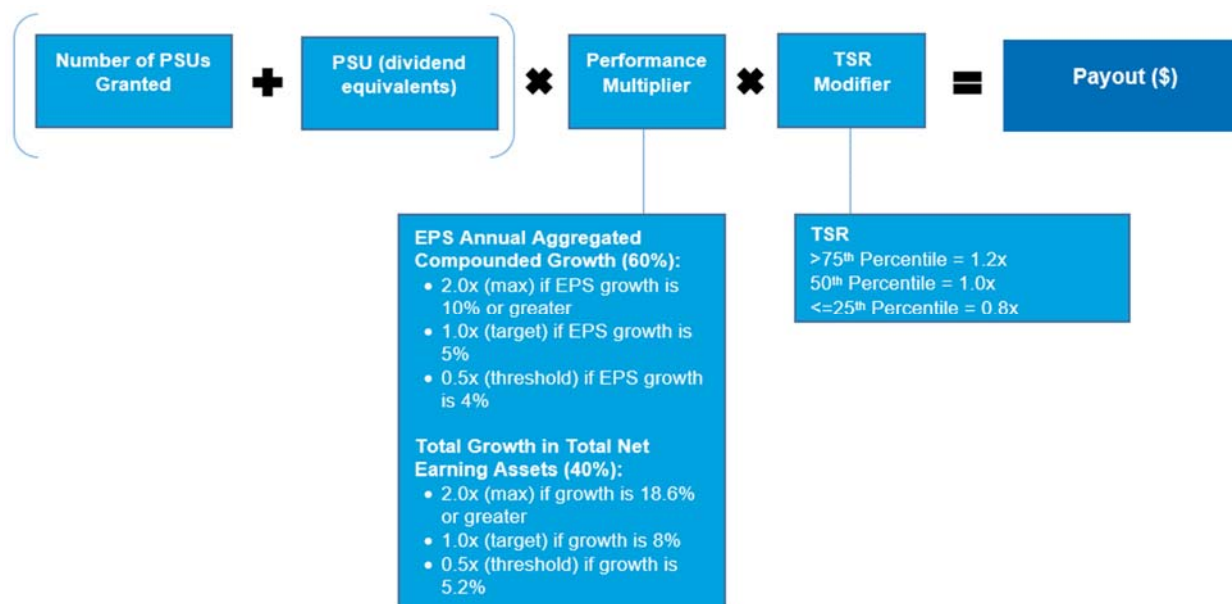 Number of PSUs
Granted
PSU (dividend
equivalents)
Performance
Multiplier
TSR
Modifier
Payout ($)
EPS Annual Aggregated
Compounded Growth (60%):
• 2.0x (max) if EPS growth is
10% or greater
• 1.0x (target) if EPS growth is
5%
• 0.5x (threshold) if EPS growth
is 4%
Total Growth in Total Net
Earning Assets (40%):
• 2.0x (max) if growth is 18.6%
or greater
• 1.0x (target) if growth is 8%
• 0.5x (threshold) if growth is
5.2%
TSR
>75th Percentile = 1.2x
50th Percentile = 1.0x
<=25th Percentile = 0.8x